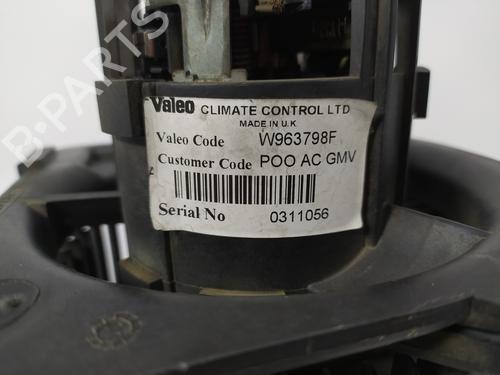 Valeo CLIMATE CONTROL LTD
MADE IN U.K
Valeo Code W963798F
Customer Code POO AC GMV
Serial No 0311056
B-PARTS